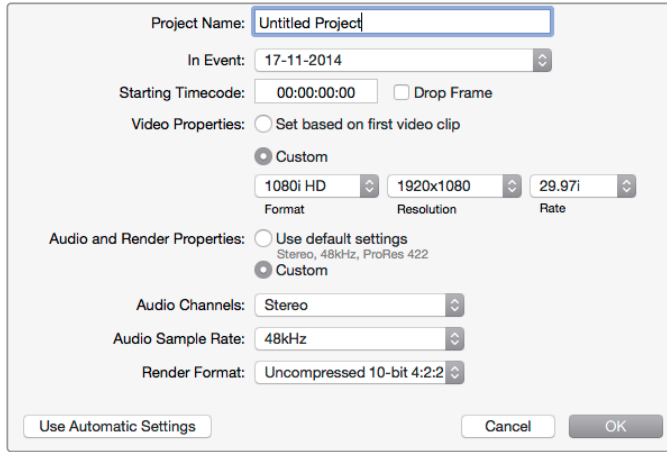 Project Name: Untitled Project
In Event: 17-11-2014
Starting Timecode: 00:00:00:00 Drop Frame
Video Properties: Set based on first video clip
Custom
1080i HD 1920x1080 29.97i
Format Resolution Rate
Audio and Render Properties: Use default settings
Stereo, 48kHz, ProRes 422
Custom
Audio Channels: Stereo
Audio Sample Rate: 48kHz
Render Format: Uncompressed 10-bit 4:2:2
Use Automatic Settings Cancel OK